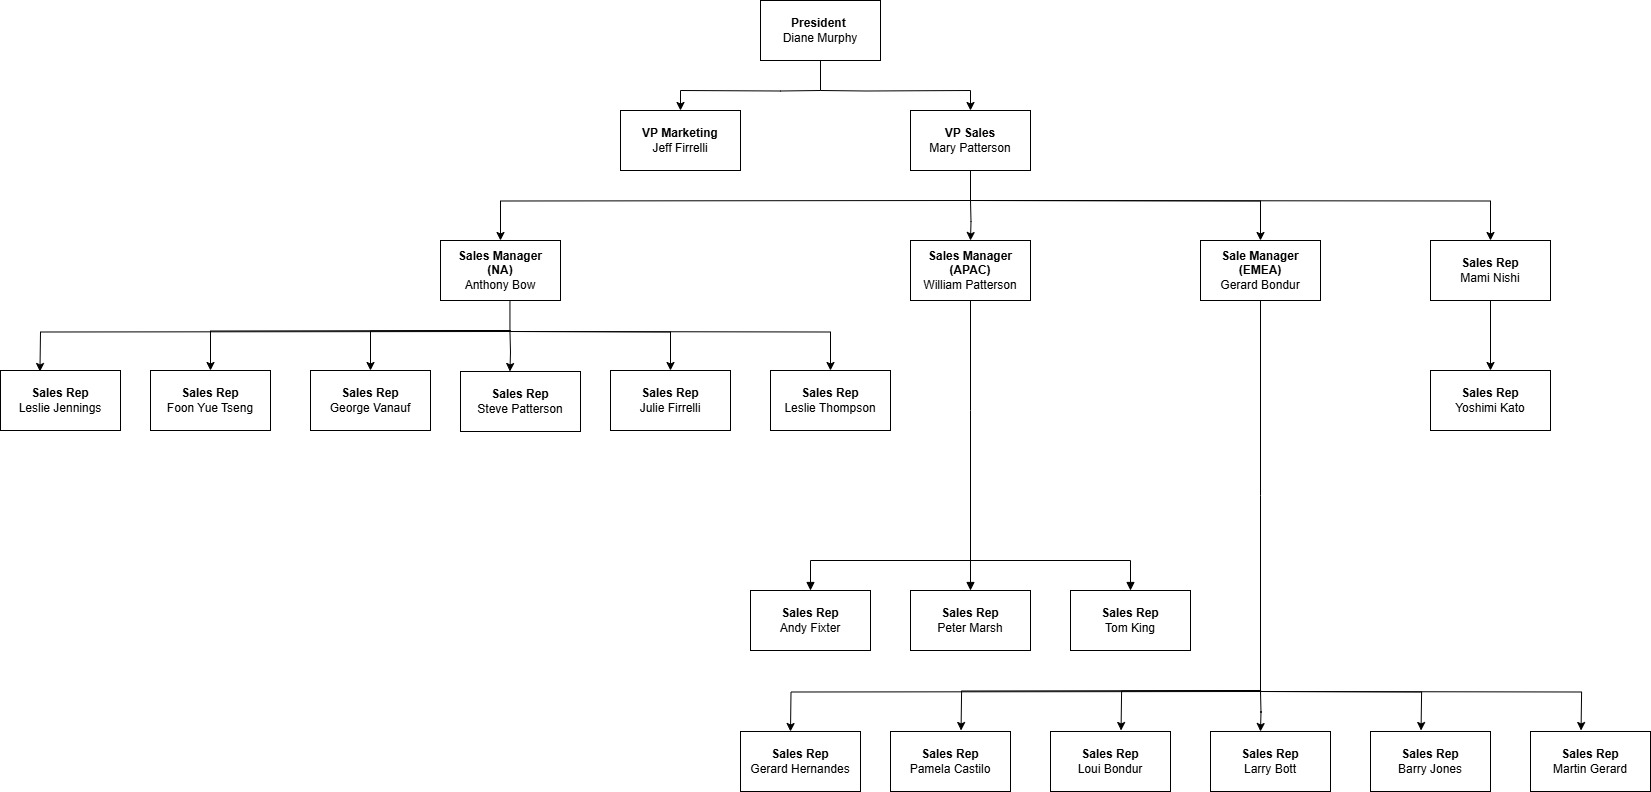 President
Diane Murphy
VP Marketing
Jeff Firrelli
VP Sales
Mary Patterson
Sales Manager
(NA)
Anthony Bow
Sales Manager
(APAC)
William Patterson
Sale Manager
(EMEA)
Gerard Bondur
Sales Rep
Mami Nishi
Sales Rep
Leslie Jennings
Sales Rep
Foon Yue Tseng
Sales Rep
George Vanauf
Sales Rep
Steve Patterson
Sales Rep
Julie Firrelli
Sales Rep
Leslie Thompson
Sales Rep
Yoshimi Kato
Sales Rep
Andy Fixter
Sales Rep
Peter Marsh
Sales Rep
Tom King
Sales Rep
Gerard Hernandes
Sales Rep
Pamela Castilo
Sales Rep
Loui Bondur
Sales Rep
Larry Bott
Sales Rep
Barry Jones
Sales Rep
Martin Gerard